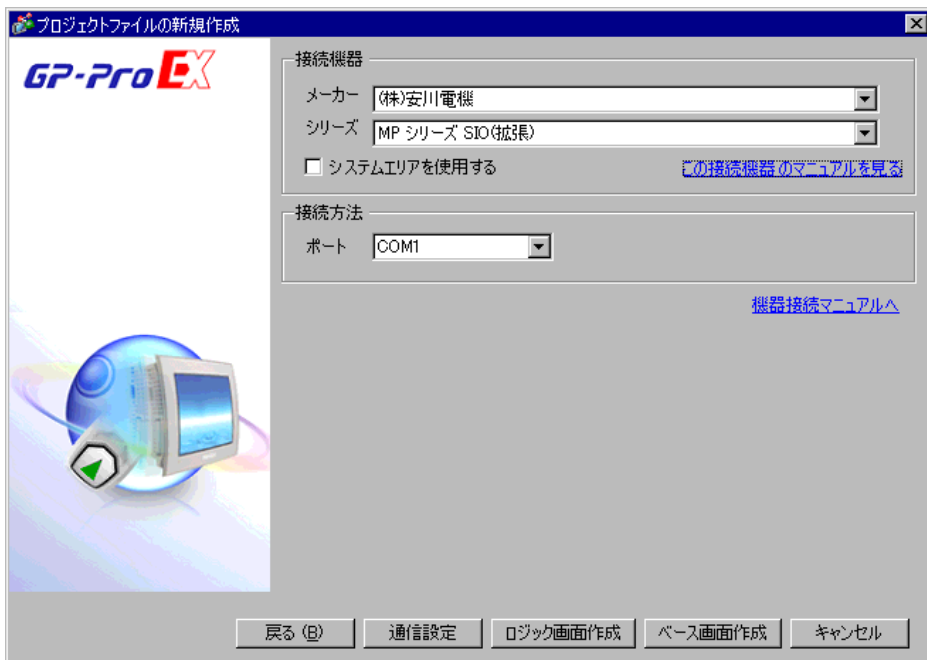 プロジェクトファイルの新規作成
GP-Pro EX
接続機器
メーカー (株)安川電機
シリーズ MP シリーズ SIO(拡張)
システムエリアを使用する この接続機器のマニュアルを見る
接続方法
ポート COM1
機器接続マニュアルへ
戻る (B) 通信設定 ロジック画面作成 ベース画面作成 キャンセル